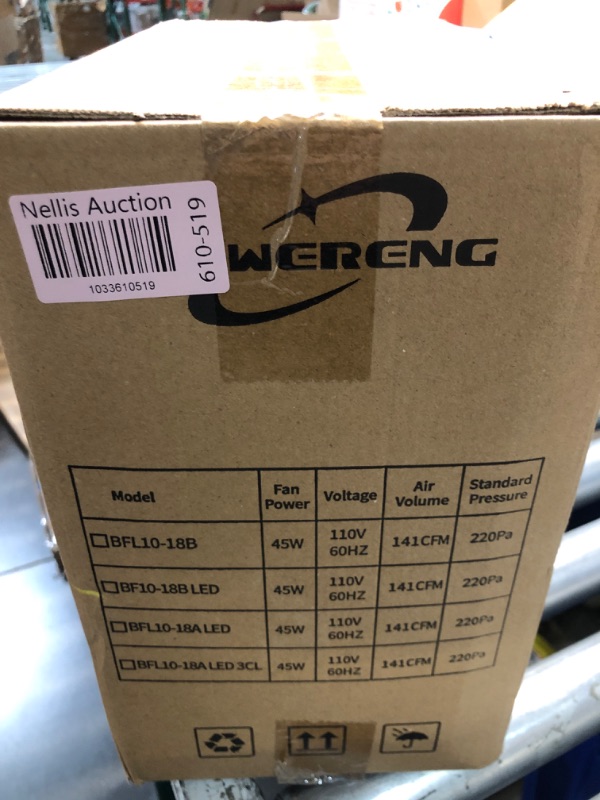 Nellis Auction
1033610519
610-519
WERENG
Model Fan Power Voltage Air Volume Standard Pressure
BFL10-18B 45W 110V 60HZ 141CFM 220Pa
BF10-18B LED 45W 110V 60HZ 141CFM 220Pa
BFL10-18A LED 45W 110V 60HZ 141CFM 220Pa
BFL10-18A LED 3CL 45W 110V 60HZ 141CFM 220Pa